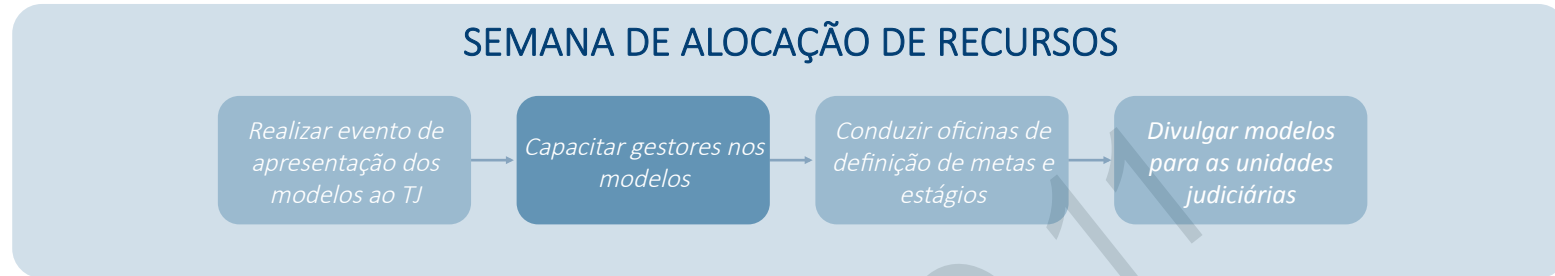 SEMANA DE ALOCAÇÃO DE RECURSOS
Realizar evento de
apresentação dos
modelos ao TJ
Capacitar gestores nos
modelos
Conduzir oficinas de
definição de metas e
estágios
Divulgar modelos
para as unidades
judiciárias